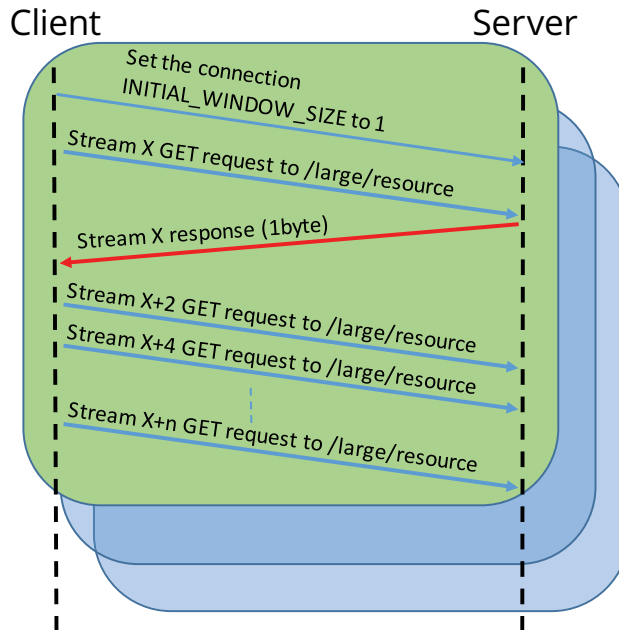 Client
Server
Set the connection
INITIAL_WINDOW_SIZE to 1
Stream X GET request to /large/resource
Stream X response (1byte)
Stream X+2 GET request to /large/resource
Stream X+4 GET request to /large/resource
Stream X+n GET request to /large/resource